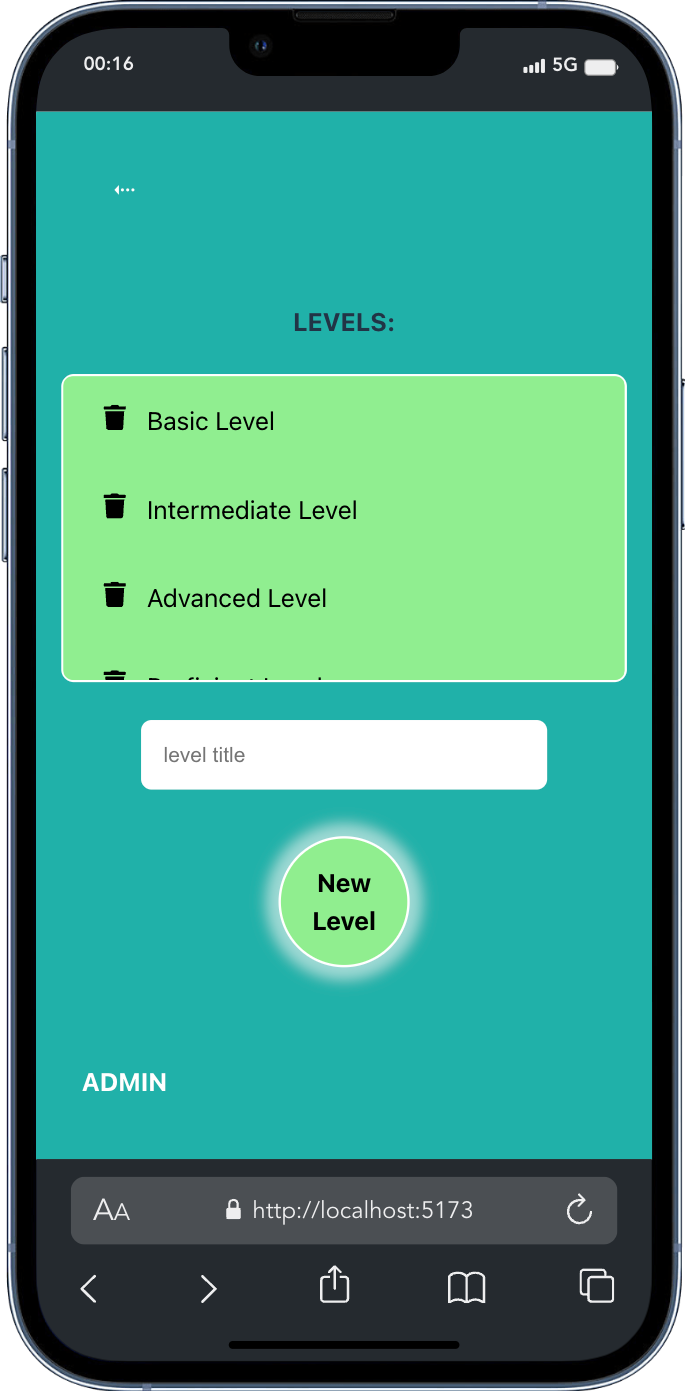 00:16
5G
LEVELS:
Basic Level
Intermediate Level
Advanced Level
level title
New
Level
ADMIN
AA
http://localhost:5173